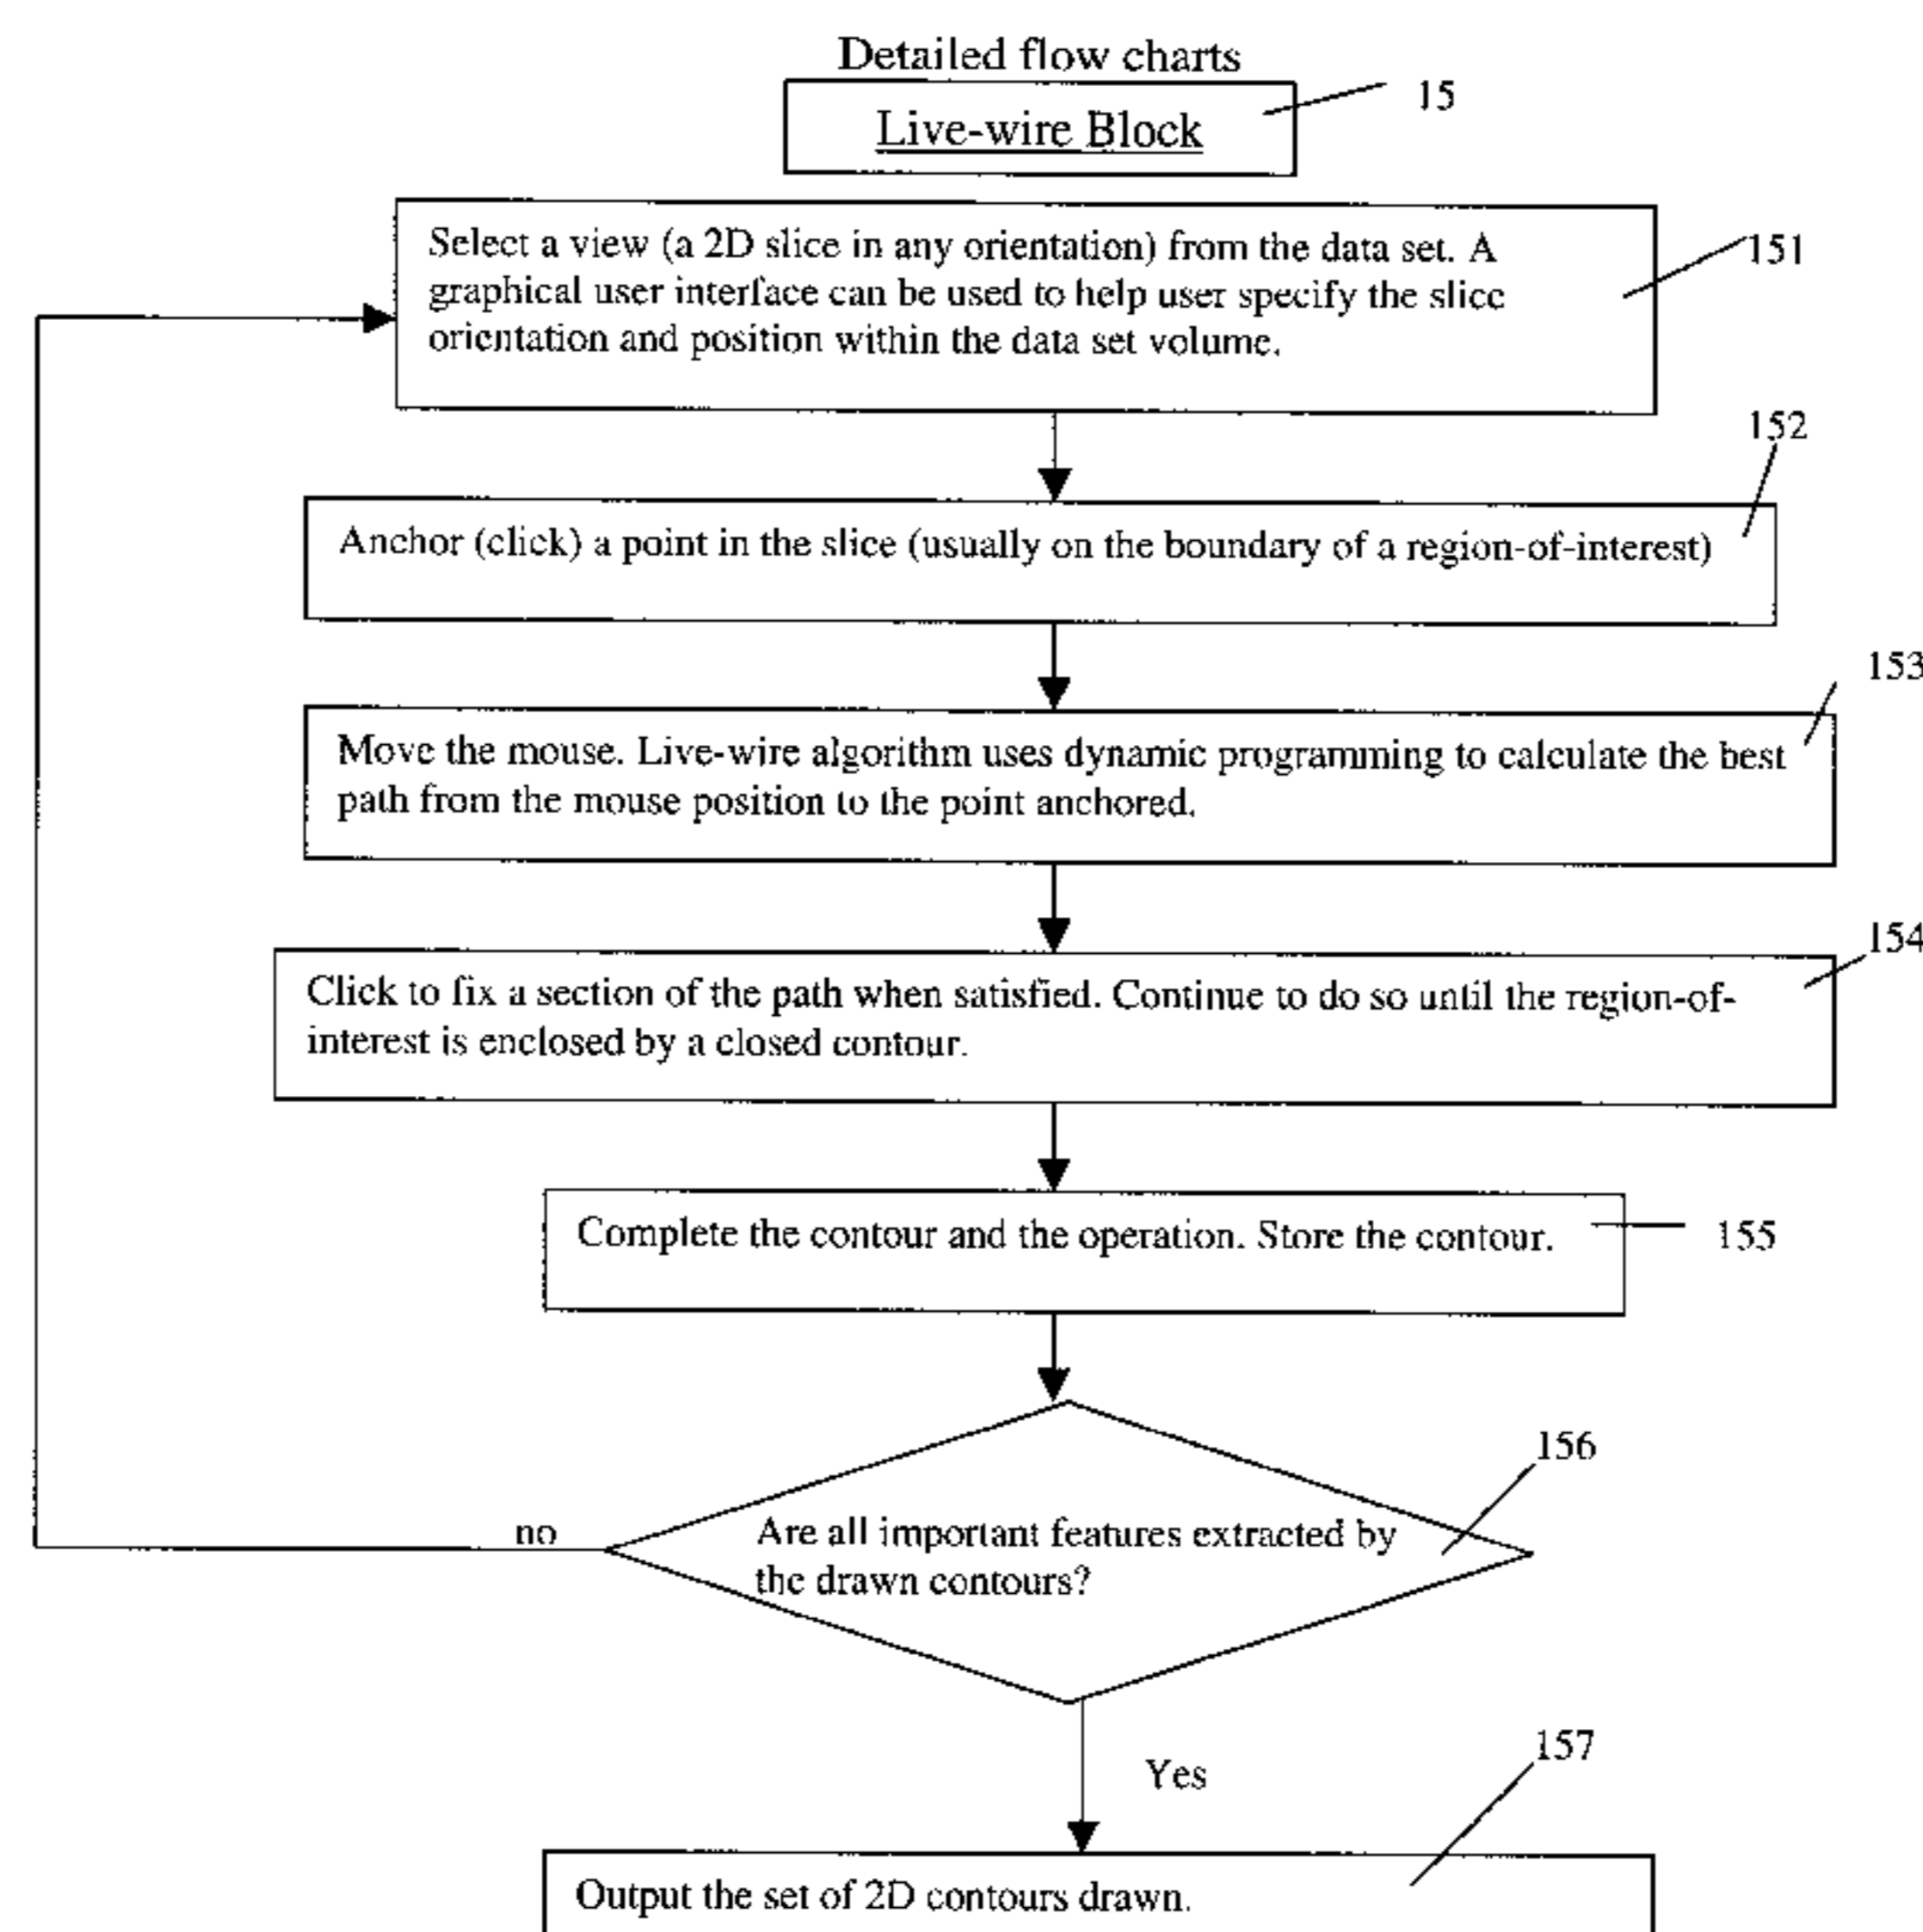 Detailed flow charts
15
Live-wire Block
Select a view (a 2D slice in any orientation) from the data set. A
graphical user interface can be used to help user specify the slice
orientation and position within the data set volume.
151
152
Anchor (click) a point in the slice (usually on the boundary of a region-of-interest)
153
Move the mouse. Live-wire algorithm uses dynamic programming to calculate the best
path from the mouse position to the point anchored.
154
Click to fix a section of the path when satisfied. Continue to do so until the region-of-
interest is enclosed by a closed contour.
Complete the contour and the operation. Store the contour.
155
156
no
Are all important features extracted by
the drawn contours?
157
Yes
Output the set of 2D contours drawn.